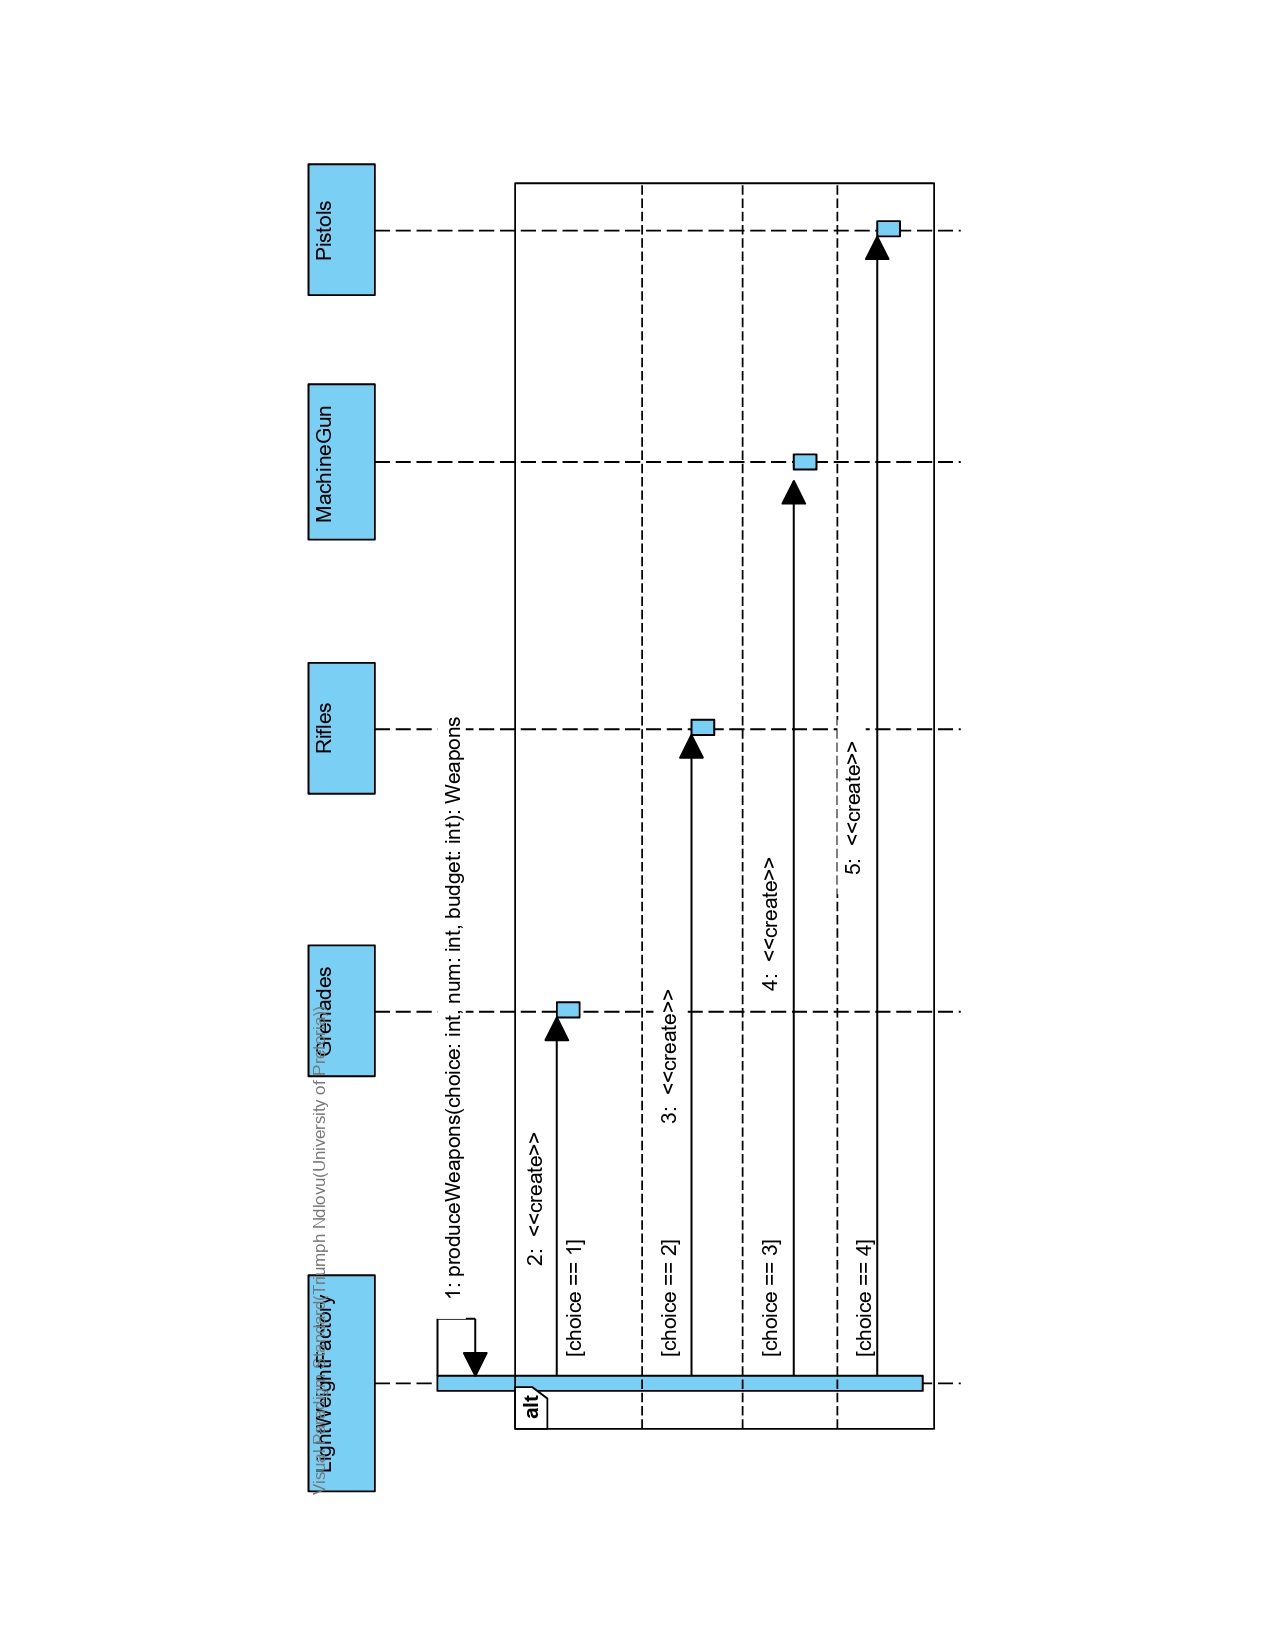 Visual Paradigm Standard(Triumph Ndlovu(University of Pretoria))
LightWeightFactory
Grenades
Rifles
MachineGun
Pistols
1: produceWeapons(choice: int, num: int, budget: int): Weapons
alt
2: <<create>>
[choice == 1]
3: <<create>>
[choice == 2]
4: <<create>>
[choice == 3]
5: <<create>>
[choice == 4]